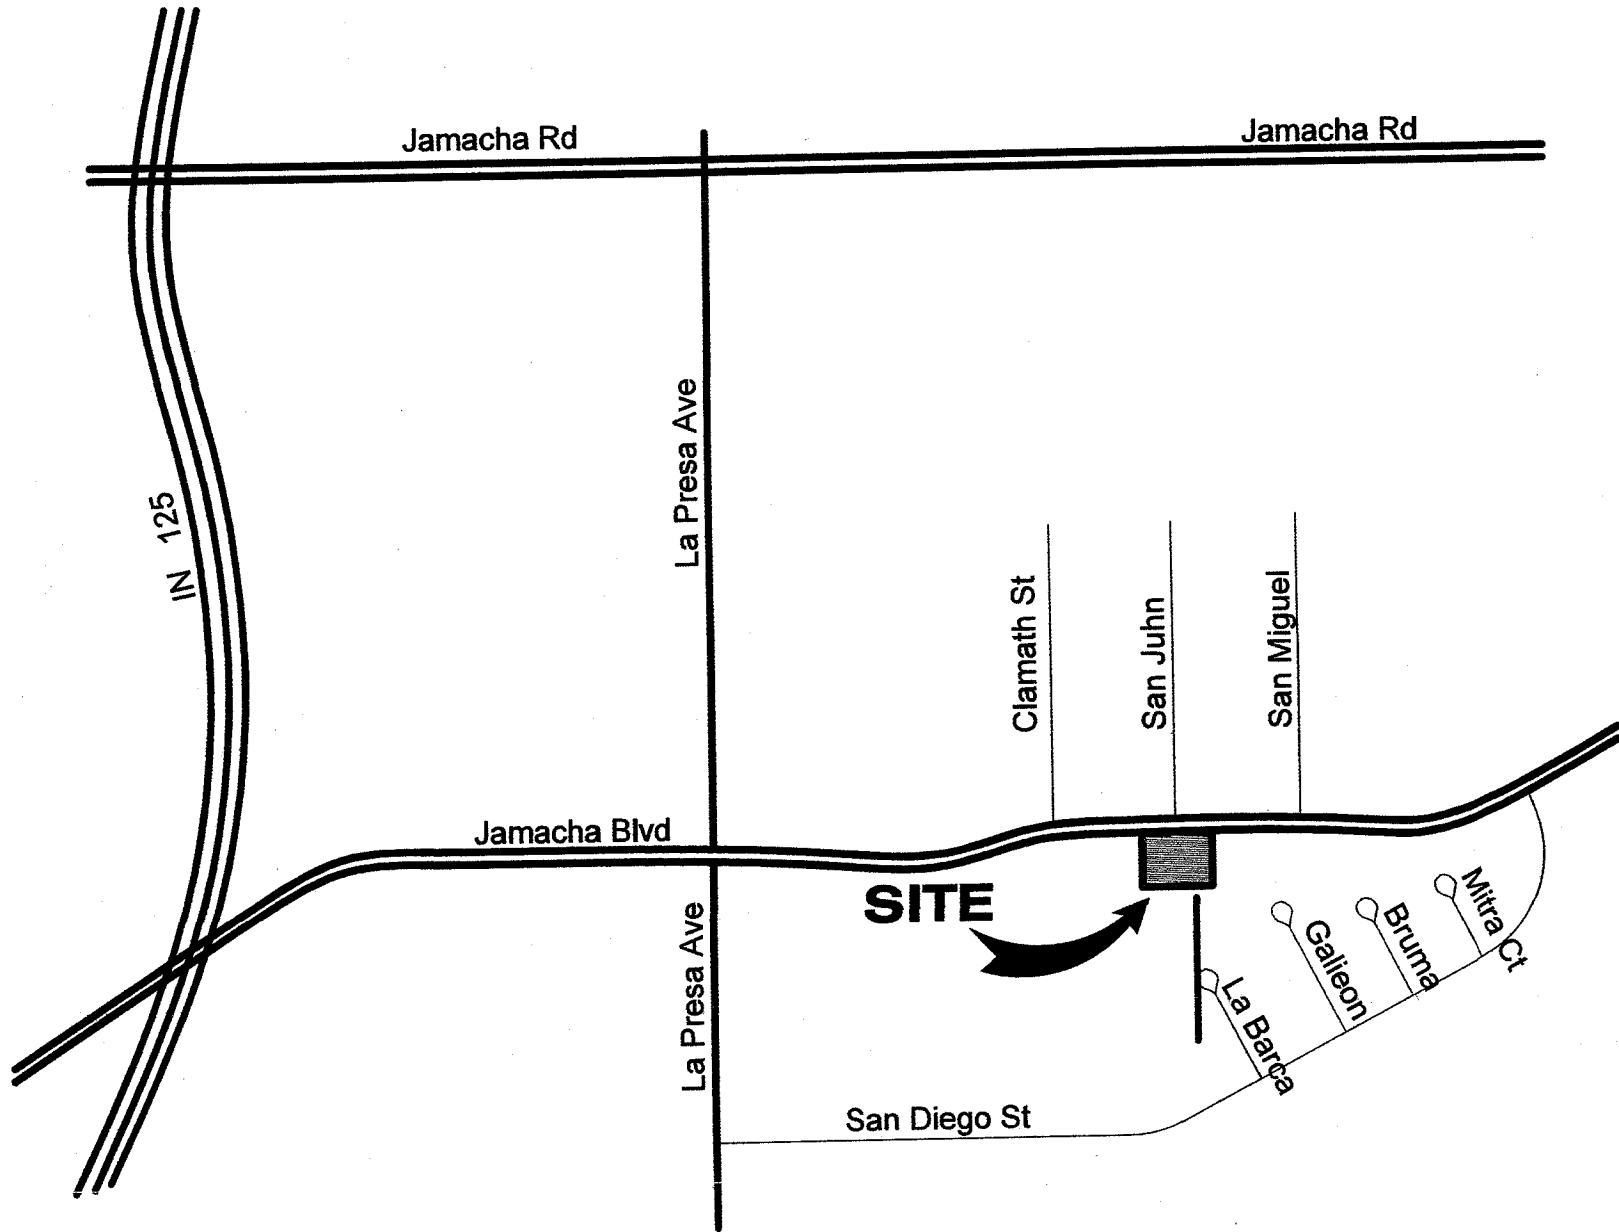 Jamacha Rd
Jamacha Rd
La Presa Ave
IN 125
Clamath St
San Juhn
San Miguel
Jamacha Blvd
SITE
La Presa Ave
Mitra Ct
Bruma
Galieon
La Barca
San Diego St